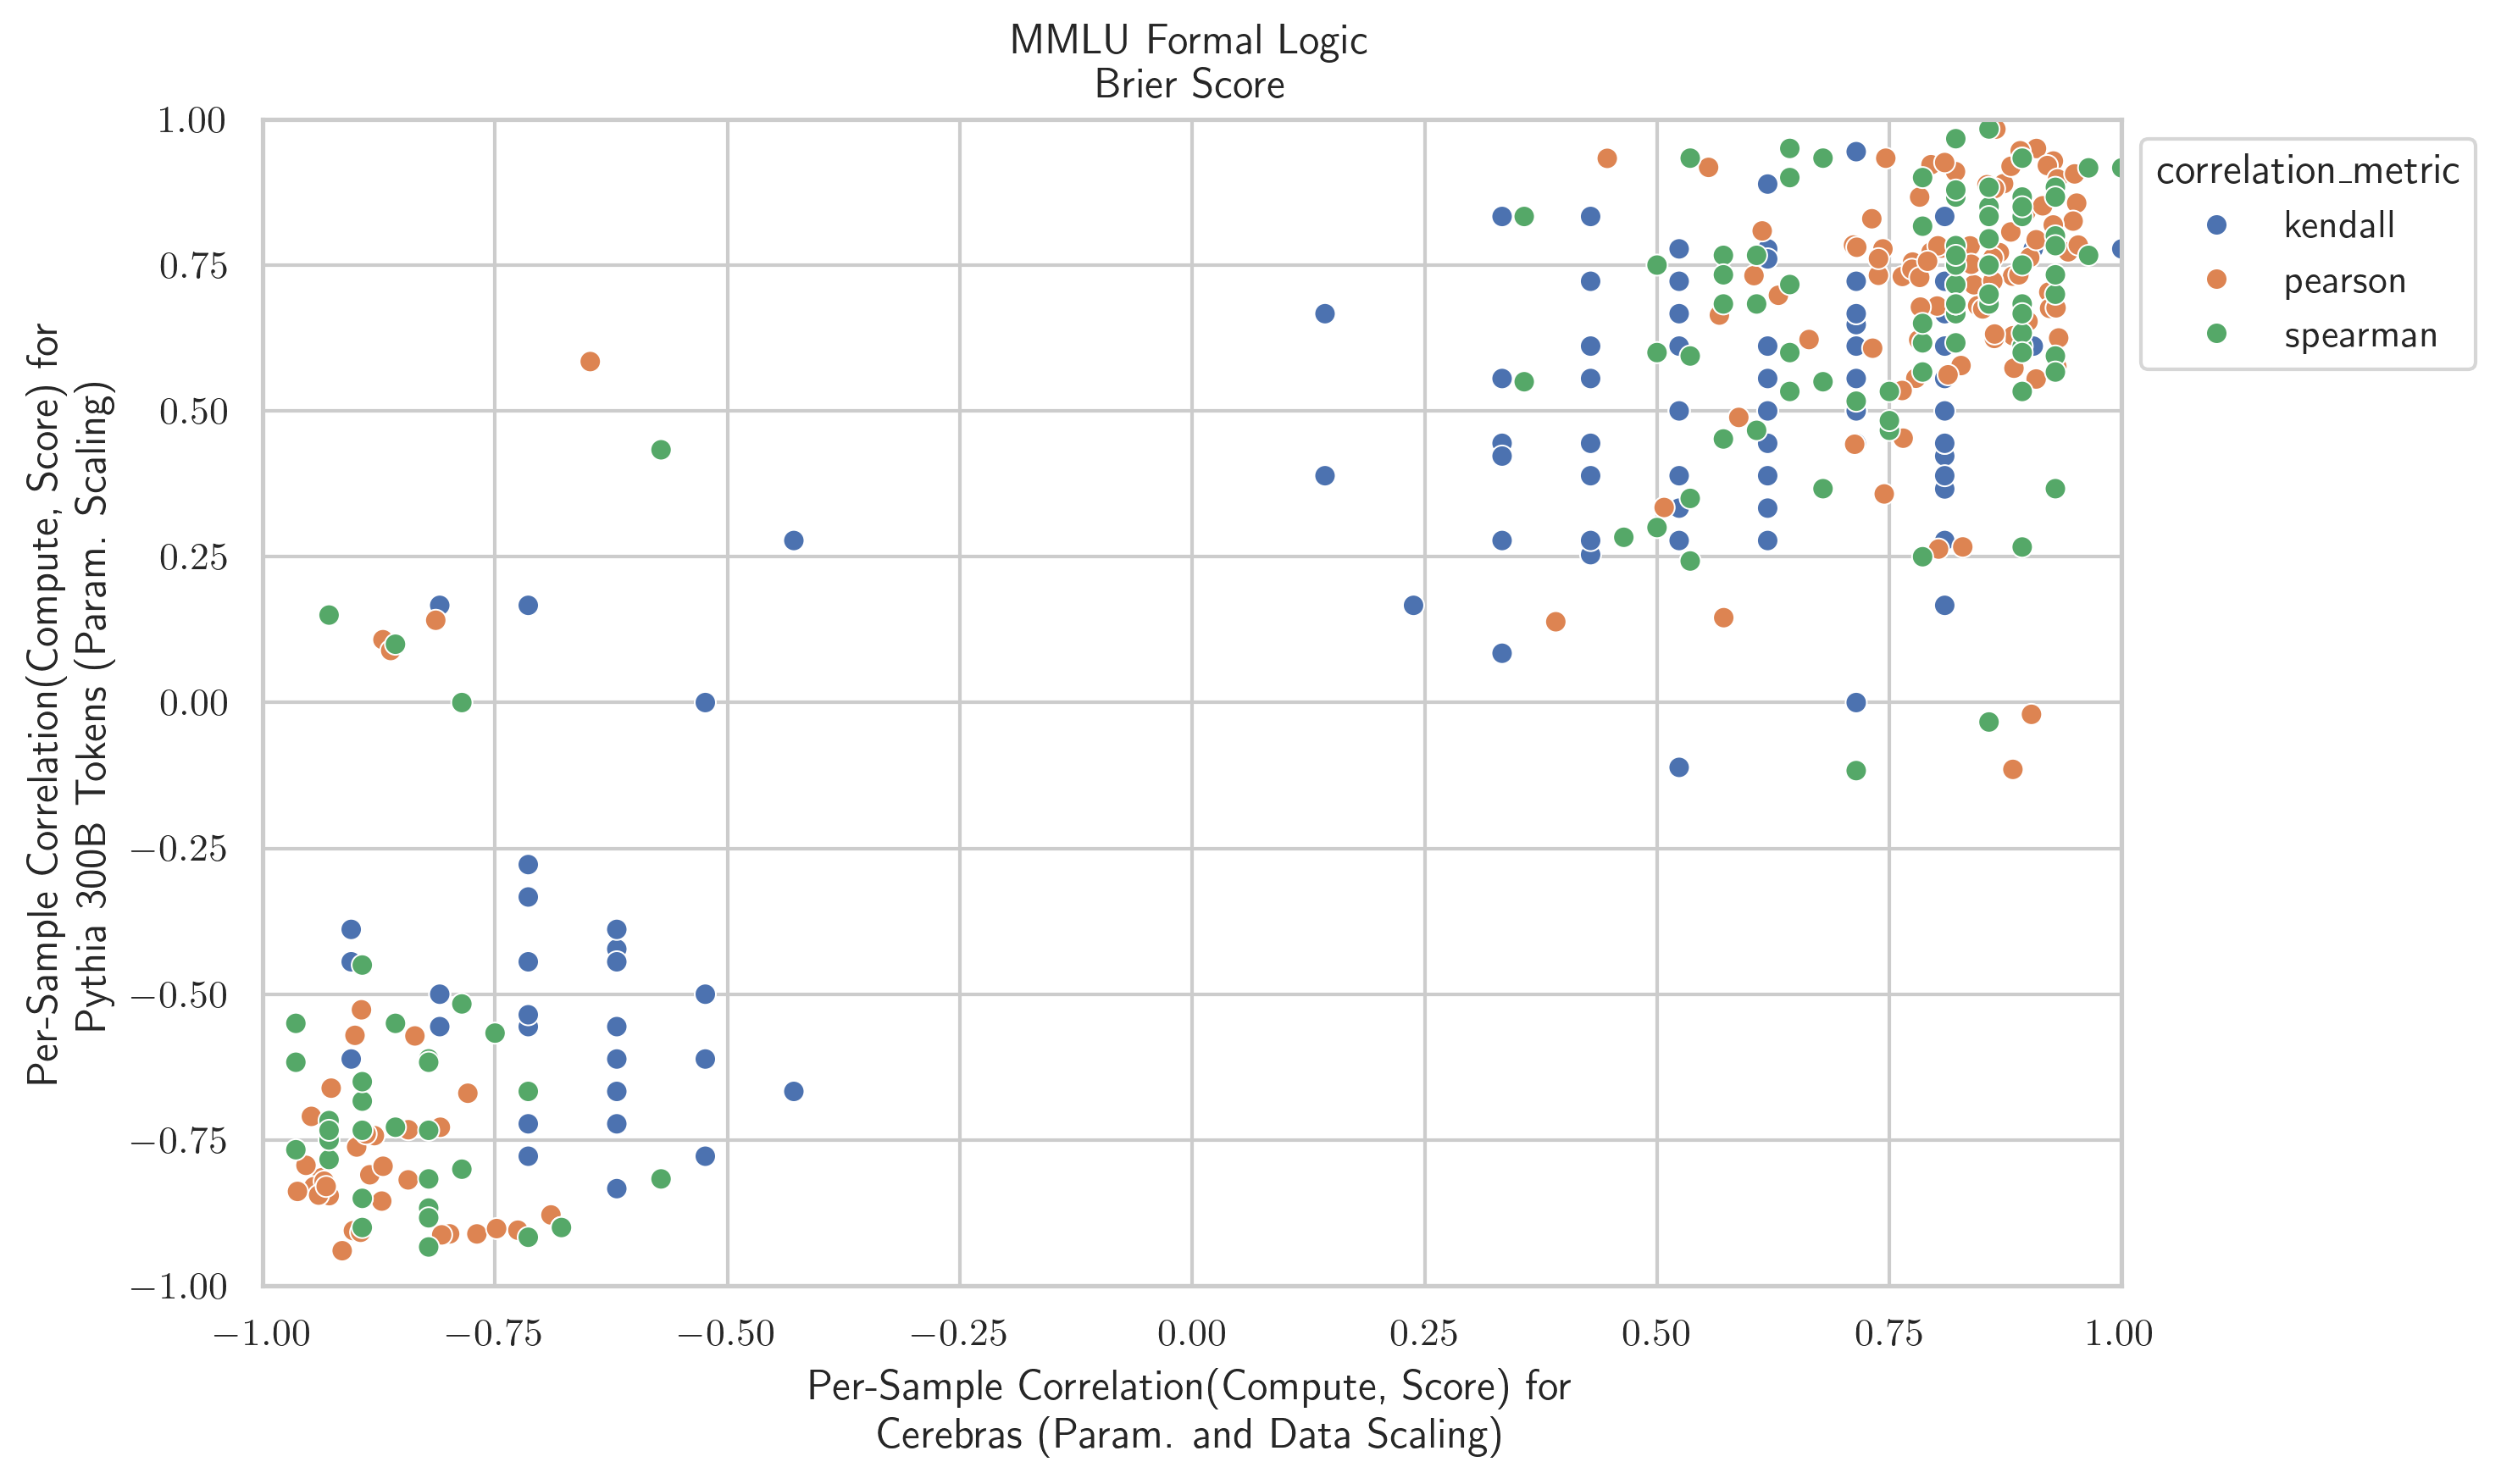 MMLU Formal Logic
Brier Score
Per-Sample Correlation(Compute, Score) for
Pythia 300B Tokens (Param. Scaling)
1.00
0.75
0.50
0.25
0.00
−0.25
−0.50
−0.75
−1.00
−1.00 −0.75 −0.50 −0.25 0.00 0.25 0.50 0.75 1.00
Per-Sample Correlation(Compute, Score) for
Cerebras (Param. and Data Scaling)
correlation_metric
kendall
pearson
spearman